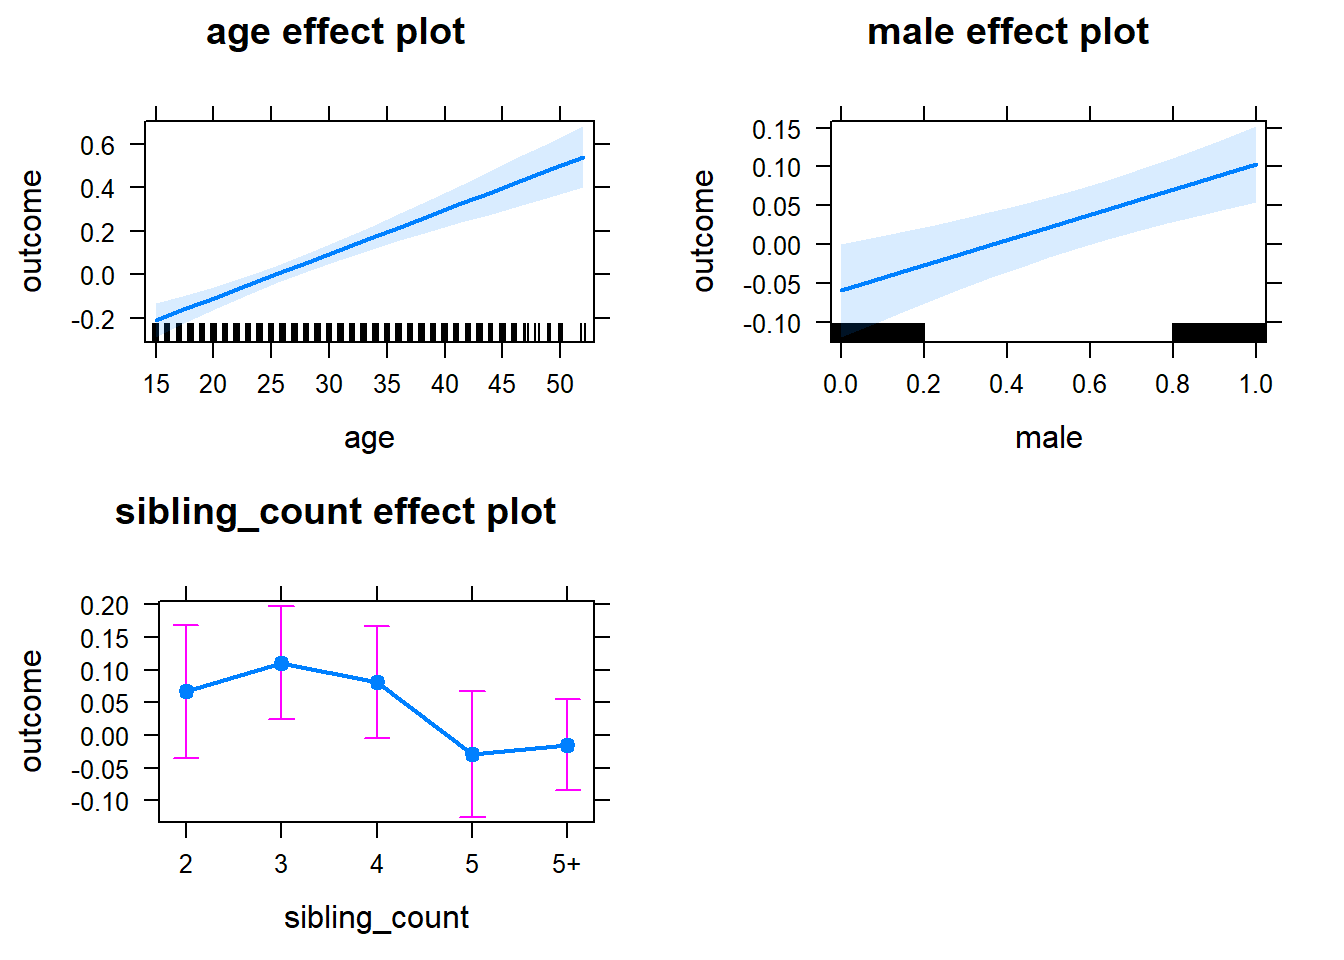 age effect plot
outcome
0.6
0.4
0.2
0.0
-0.2
15 20 25 30 35 40 45 50
age
male effect plot
outcome
0.15
0.10
0.05
0.00
-0.05
-0.10
0.0 0.2 0.4 0.6 0.8 1.0
male
sibling_count effect plot
outcome
0.20
0.15
0.10
0.05
0.00
-0.05
-0.10
2 3 4 5 5+
sibling_count